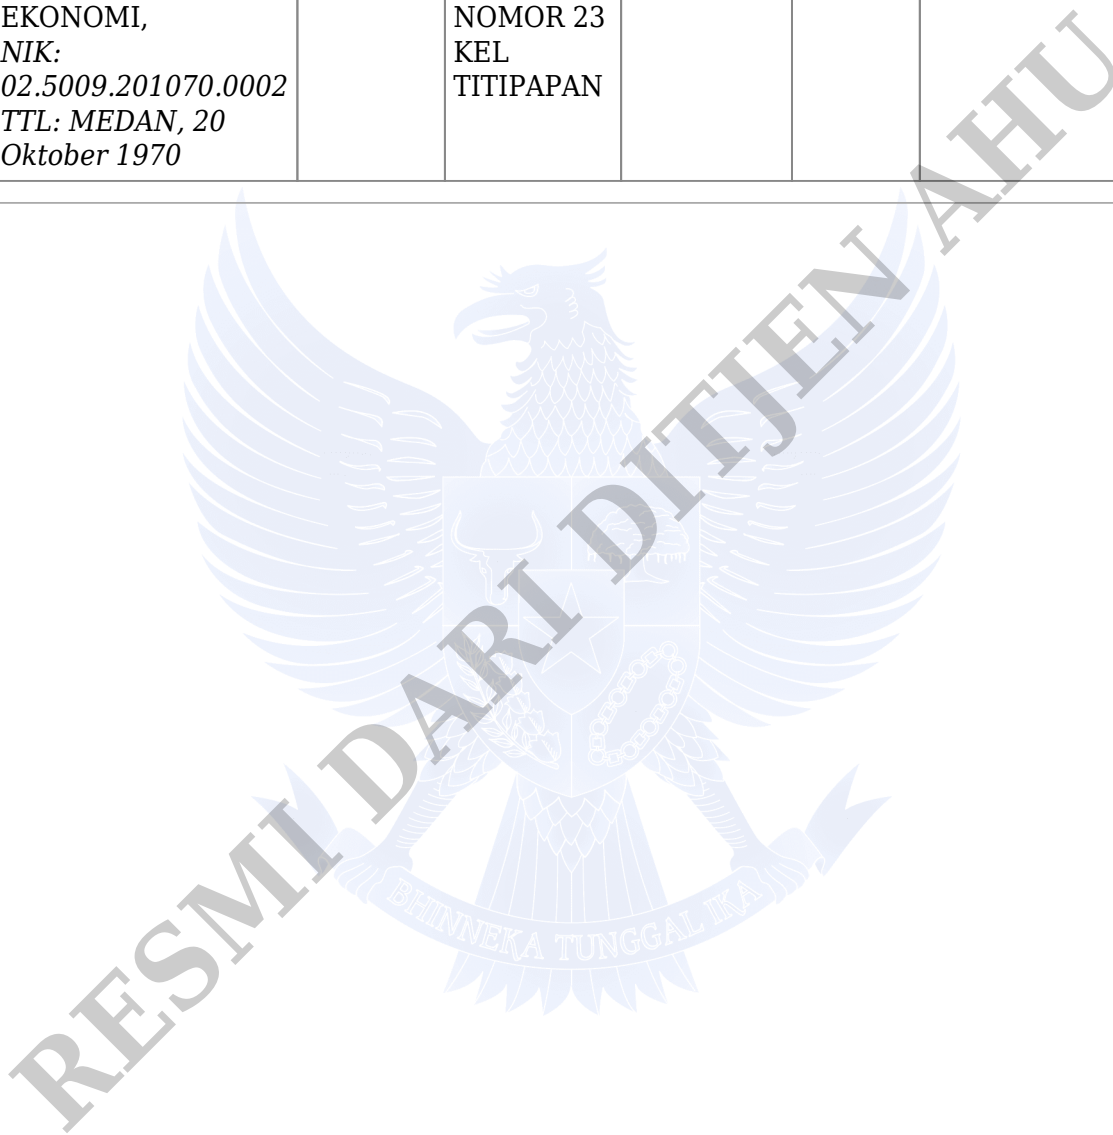 EKONOMI,
NIK:
02.5009.201070.0002
TTL: MEDAN, 20
Oktober 1970
NOMOR 23
KEL
TITIPAPAN
RESMI DARI DITJEN AHU
BHINNEKA TUNGGAL IKA